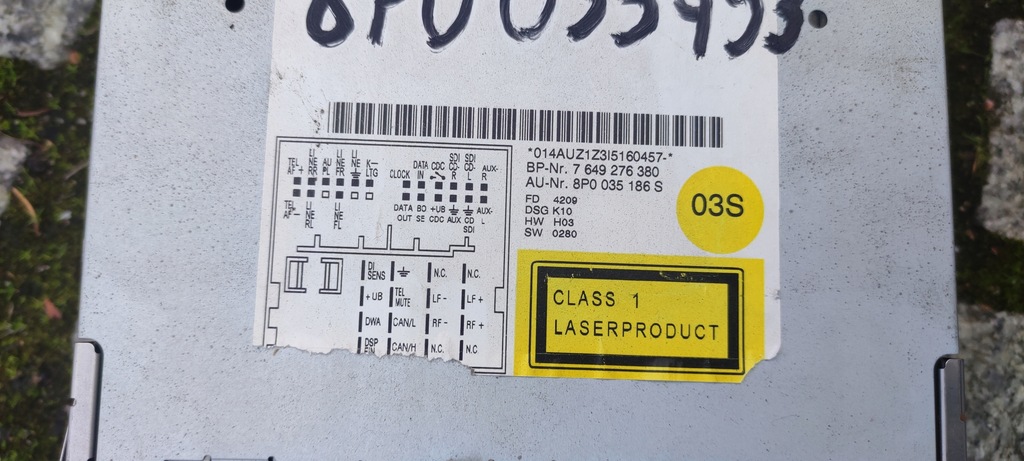 *014AUZ1Z3I5160457-*
BP-Nr. 7 649 276 380
AU-Nr. 8P0 035 186 S
FD 4209
DSG K10
HW H03
SW 0280
03S
CLASS 1
LASERPRODUCT
TEL AF+ LI NE RR LI NE FR AU PL LI NE K- LTG
CLOCK DATA IN CDC SDI CD- R SDI CD- L AUX- R
TEL AF- LI NE RL LI NE FL
DATA OUT BO SE +UB CDC AUX CD SDI AUX- L
DI SENS N.C. N.C.
+UB TEL MUTE LF- LF+
DWA CAN/L RF- RF+
DSP CAN/H N.C. N.C.